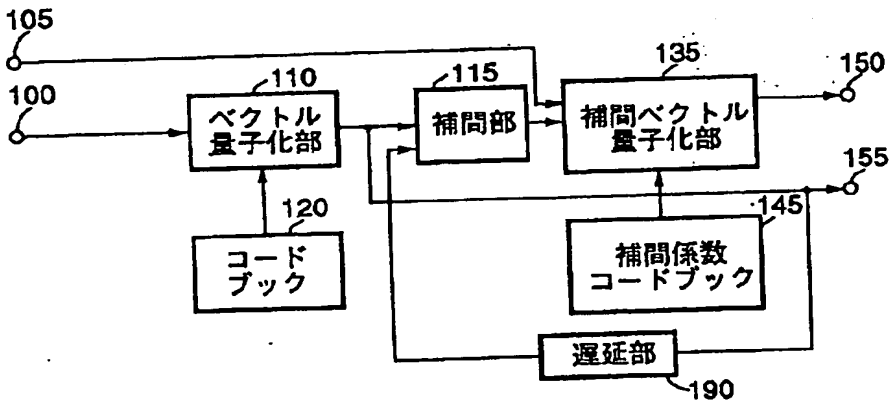 105
100
110
ベクトル
量子化部
115
補間部
135
補間ベクトル
量子化部
150
155
120
コード
ブック
145
補間係数
コードブック
遅延部
190